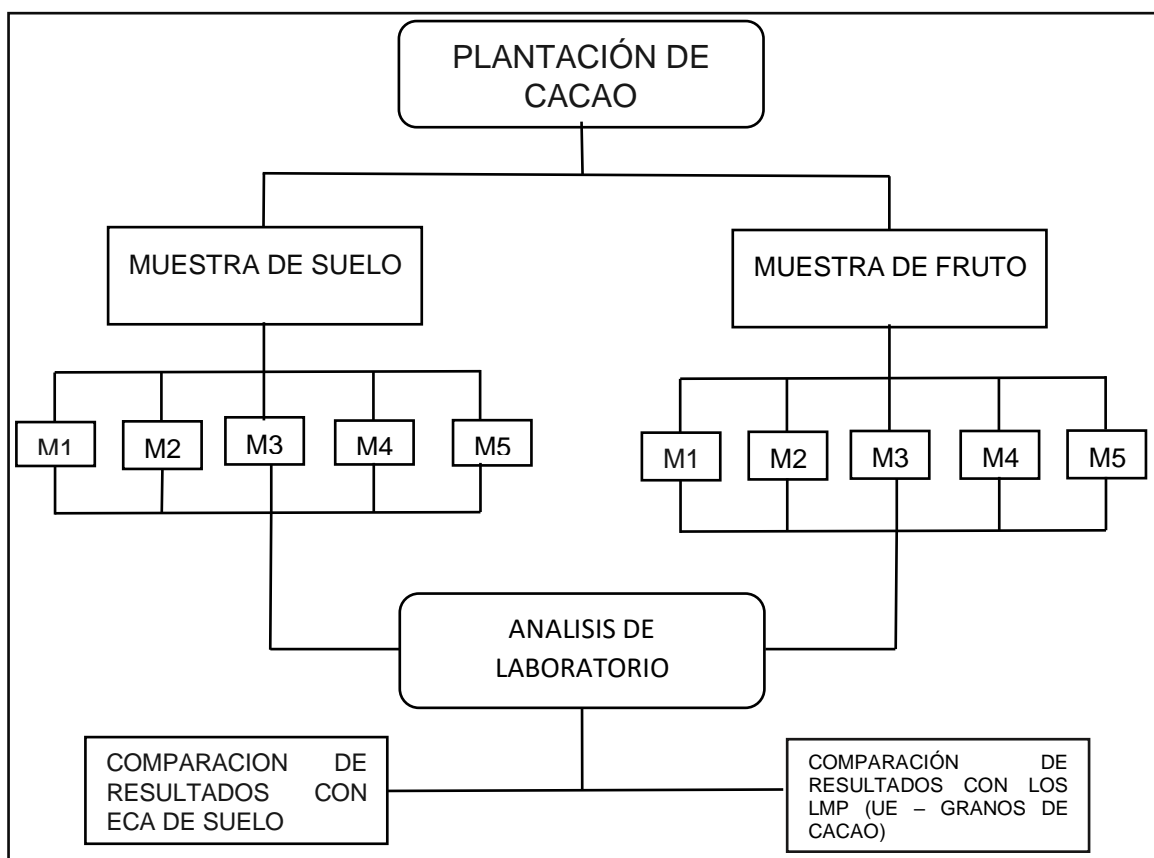 PLANTACIÓN DE
CACAO
MUESTRA DE SUELO
MUESTRA DE FRUTO
M1
M2
M3
M4
M5
M1
M2
M3
M4
M5
ANALISIS DE
LABORATORIO
COMPARACION DE
RESULTADOS CON
ECA DE SUELO
COMPARACIÓN DE
RESULTADOS CON LOS
LMP (UE – GRANOS DE
CACAO)